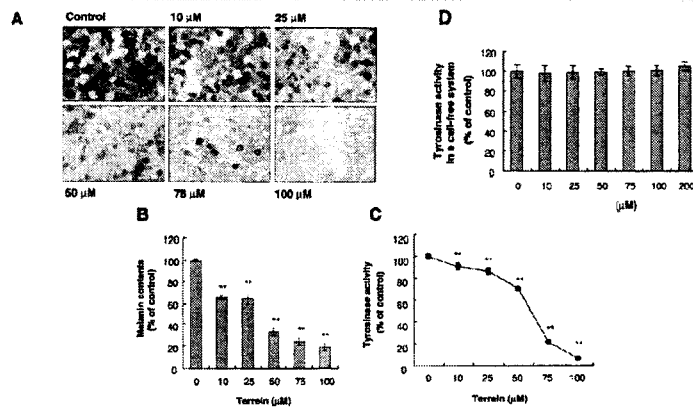 A
Control 10 μM 25 μM
50 μM 75 μM 100 μM
D
Tyrosinase activity
in a cell-free system
(% of control)
120
100
80
60
40
20
0
0 10 25 50 75 100 200
(μM)
B
Melanin contents
(% of control)
120
100
80
60
40
20
0
** ** ** ** **
0 10 25 50 75 100
Terrein (μM)
C
Tyrosinase activity
(% of control)
120
100
80
60
40
20
0
** ** ** ** **
0 10 25 50 75 100
Terrein (μM)